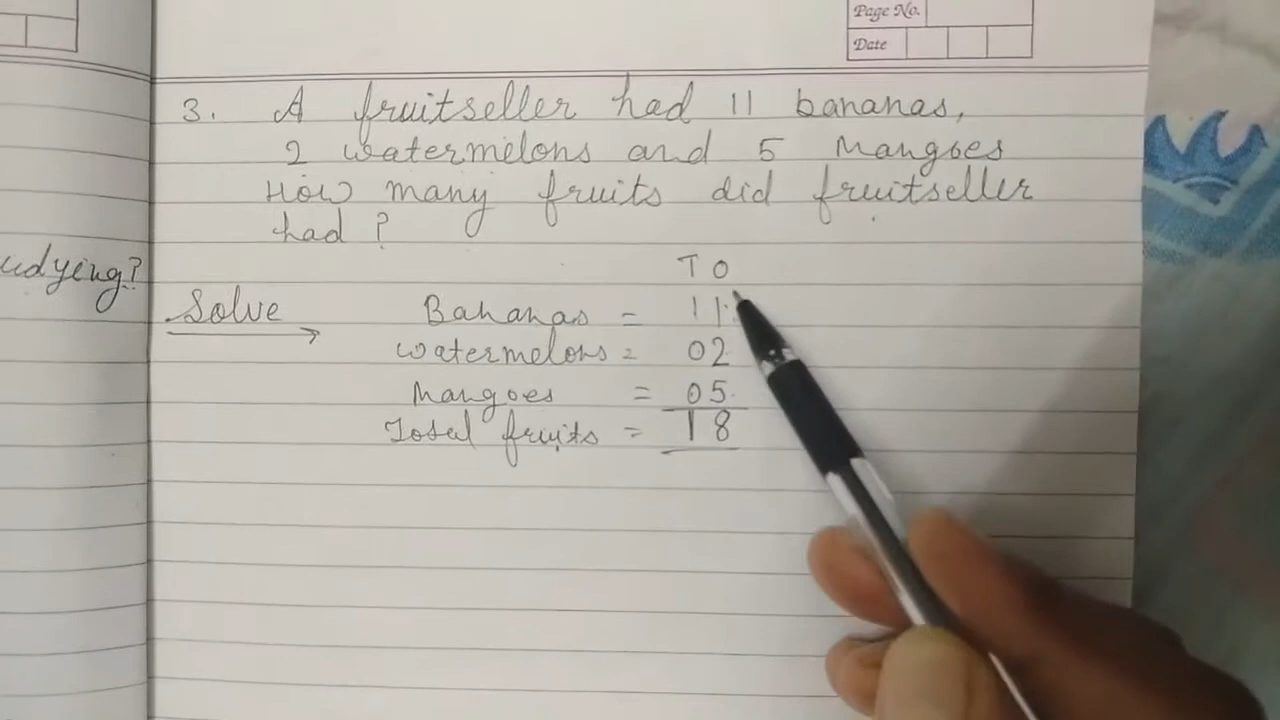 Page No.
Date
3. A fruitseller had 11 bananas,
2 watermelons and 5 Mangoes
How many fruits did fruitseller
had ?
udying?
T O
Solve
Bananas = 11
watermelons = 02
Mangoes = 05
Total fruits = 18